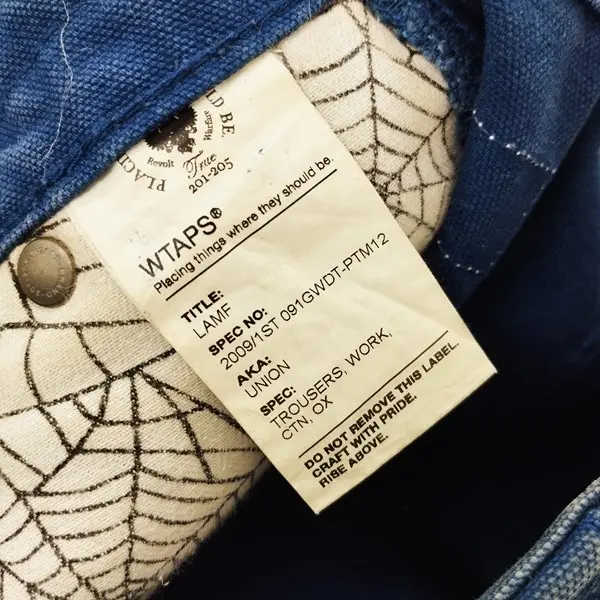 PLACI
LD BE
Revolt
True
Warfare
201-205
WTAPS®
Placing things where they should be.
TITLE:
LAMF
SPEC NO:
2009/1ST 091GWDT-PTM12
AKA:
UNION
SPEC:
TROUSERS, WORK,
CTN, OX
DO NOT REMOVE THIS LABEL.
CRAFT WITH PRIDE.
RISE ABOVE.